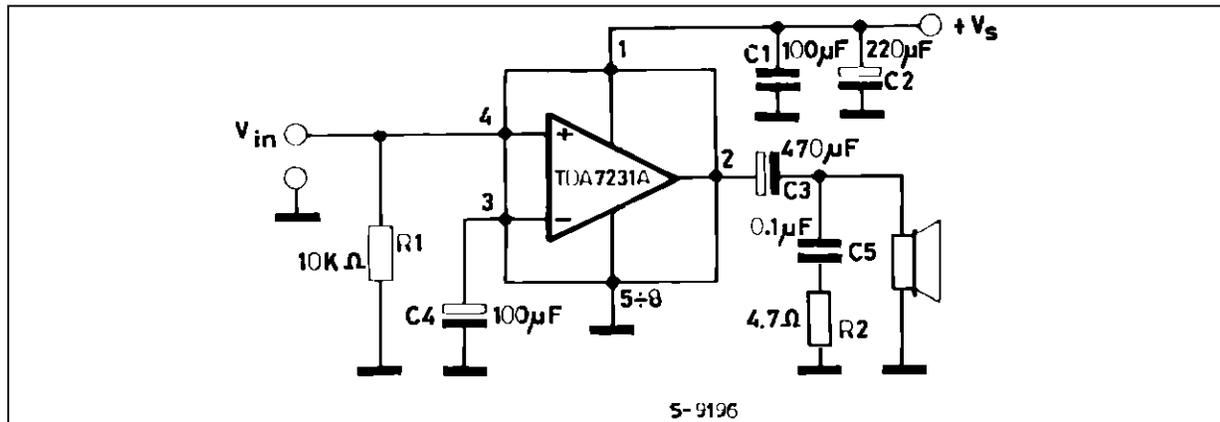 + Vs
1
C1
100µF
220µF
C2
4
Vin
+
TDA7231A
2
470µF
C3
3
−
0.1µF
C5
R1
10KΩ
5÷8
C4
100µF
4.7Ω
R2
S-9196